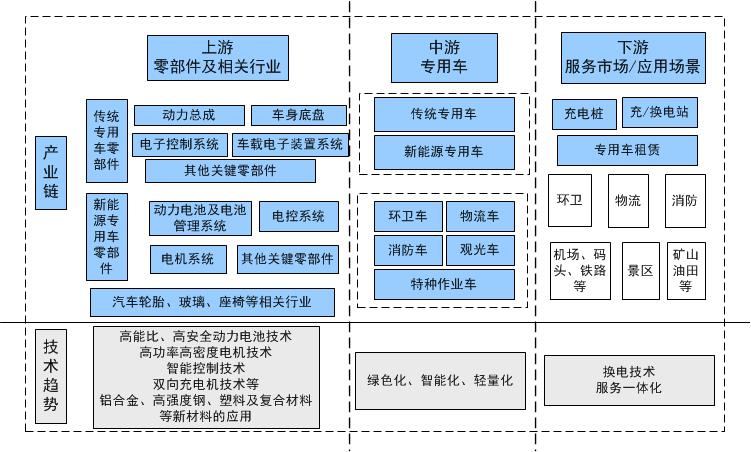 上游
零部件及相关行业
中游
专用车
下游
服务市场/应用场景
产
业
链
传统
专用
车零
部件
动力总成
车身底盘
电子控制系统
车载电子装置系统
其他关键零部件
新能
源专
用车
零部
件
动力电池及电池
管理系统
电控系统
电机系统
其他关键零部件
汽车轮胎、玻璃、座椅等相关行业
传统专用车
新能源专用车
环卫车
物流车
消防车
观光车
特种作业车
充电桩
充/换电站
专用车租赁
环卫
物流
消防
机场、码
头、铁路
等
景区
矿山
油田
等
技
术
趋
势
高能比、高安全动力电池技术
高功率高密度电机技术
智能控制技术
双向充电机技术等
铝合金、高强度钢、塑料及复合材料
等新材料的应用
绿色化、智能化、轻量化
换电技术
服务一体化